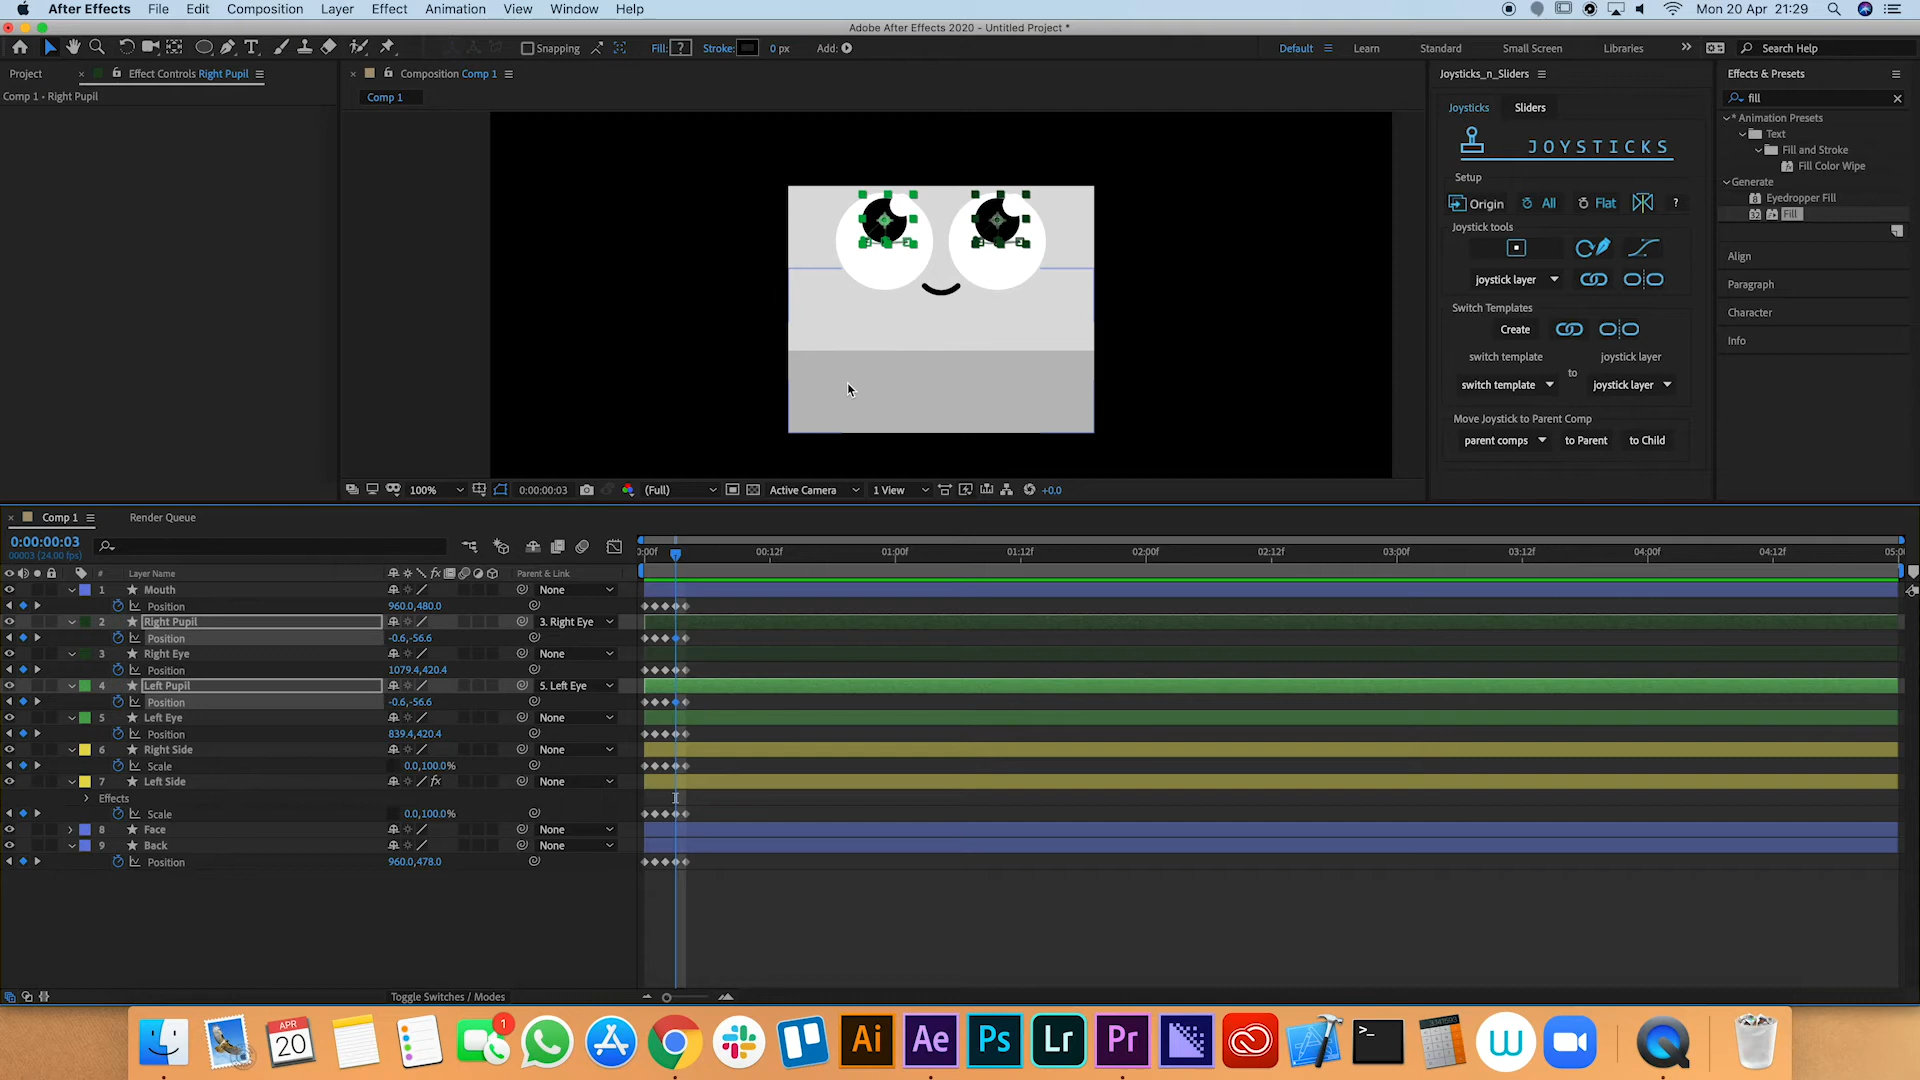 After Effects File Edit Composition Layer Effect Animation View Window Help Mon 20 Apr 21:29
Adobe After Effects 2020 - Untitled Project *
Snapping Fill: ? Stroke: 0 px Add: Default Learn Standard Small Screen Libraries Search Help
Project Effect Controls Right Pupil Composition Comp 1 Joysticks_n_Sliders Effects & Presets
Comp 1 • Right Pupil Comp 1 fill
Joysticks Sliders
* Animation Presets
Text
JOYSTICKS
Fill and Stroke
Fill Color Wipe
Setup
Generate
Origin All Flat ?
Eyedropper Fill
Fill
Joystick tools
Align
joystick layer
Paragraph
Switch Templates
Character
Create
Info
switch template joystick layer
to
switch template joystick layer
Move Joystick to Parent Comp
parent comps to Parent to Child
100% 0:00:00:03 (Full) Active Camera 1 View +0.0
Comp 1 Render Queue
0:00:00:03
00003 (24.00 fps)
:00f 00:12f 01:00f 01:12f 02:00f 02:12f 03:00f 03:12f 04:00f 04:12f 05:0
# Layer Name Parent & Link
1 Mouth None
Position 960.0,480.0
2 Right Pupil 3. Right Eye
Position -0.6,-56.6
3 Right Eye None
Position 1079.4,420.4
4 Left Pupil 5. Left Eye
Position -0.6,-56.6
5 Left Eye None
Position 839.4,420.4
6 Right Side None
Scale 0.0,100.0%
7 Left Side fx None
Effects
Scale 0.0,100.0%
8 Face None
9 Back None
Position 960.0,478.0
Toggle Switches / Modes
APR
20
1
Ai Ae Ps Lr Pr